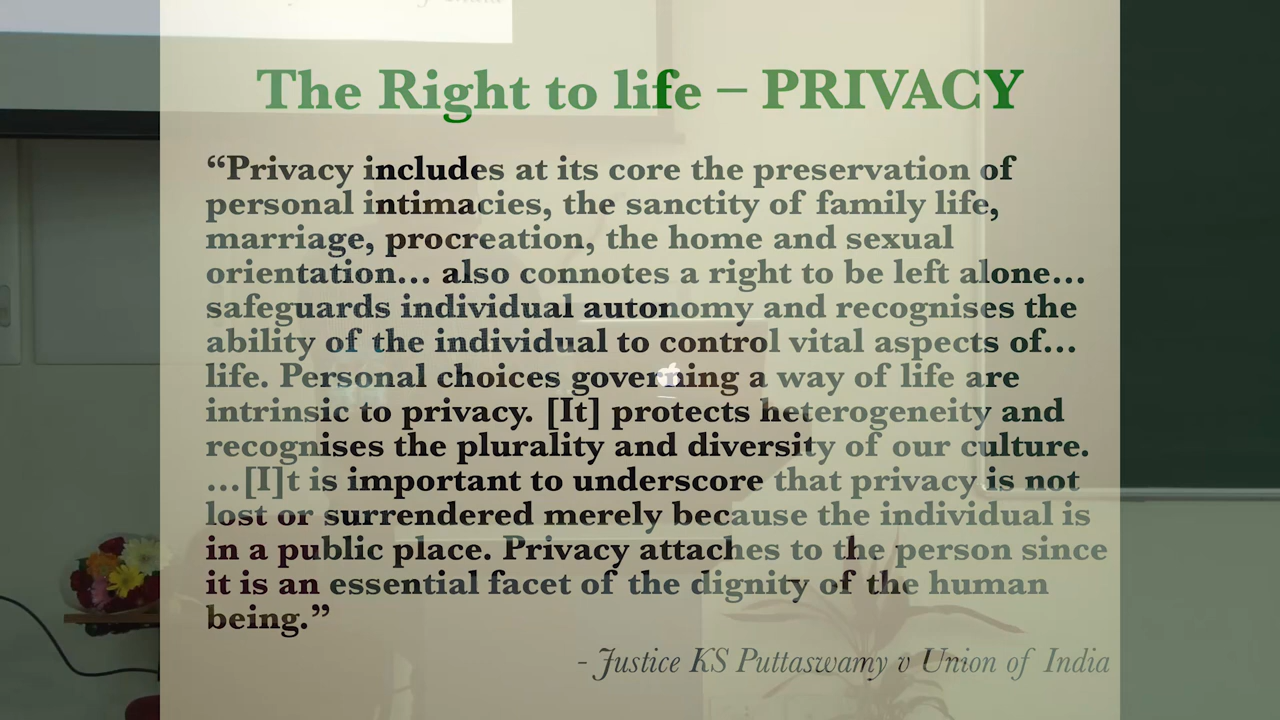 The Right to life – PRIVACY
“Privacy includes at its core the preservation of
personal intimacies, the sanctity of family life,
marriage, procreation, the home and sexual
orientation… also connotes a right to be left alone…
safeguards individual autonomy and recognises the
ability of the individual to control vital aspects of…
life. Personal choices governing a way of life are
intrinsic to privacy. [It] protects heterogeneity and
recognises the plurality and diversity of our culture.
…[I]t is important to underscore that privacy is not
lost or surrendered merely because the individual is
in a public place. Privacy attaches to the person since
it is an essential facet of the dignity of the human
being.”
- Justice KS Puttaswamy v Union of India